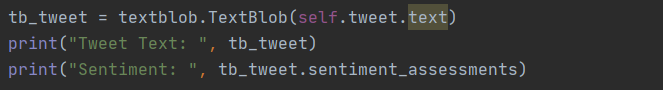 tb_tweet = textblob.TextBlob(self.tweet.text)
print("Tweet Text: ", tb_tweet)
print("Sentiment: ", tb_tweet.sentiment_assessments)